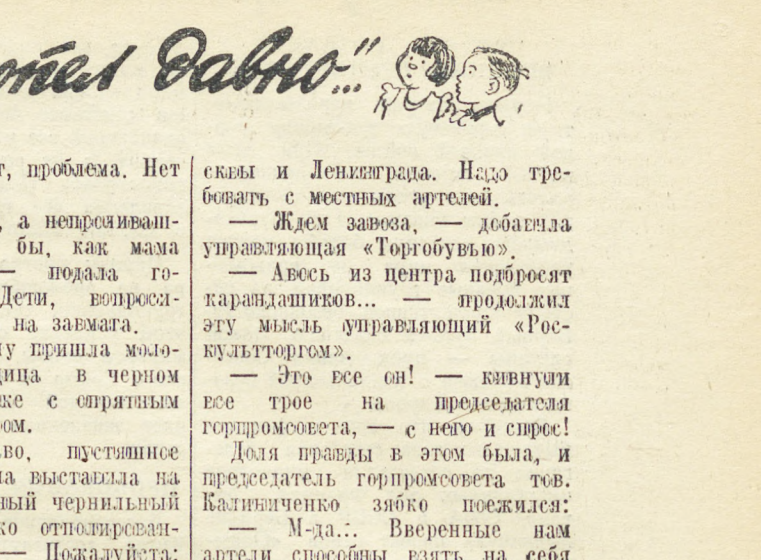 отел давно..."
т, проблема. Нет
, а непроливаш-
бы, как мама
— подала го-
Дети, вопроси-
на завмага.
у пришла моло-
дица в черном
ке с опрятным
ом.
во, пустяшное
ла выставила на
ный чернильный
ко отполирован-
— Пожалуйста:
сквы и Ленинграда. Надо тре-
бовать с местных артелей.
— Ждем завоза, — добавила
управляющая «Торгобувью».
— Авось из центра подбросят
карандашиков... — продолжил
эту мысль управляющий «Рос-
культторгом».
— Это все он! — кивнули
все трое на председателя
горпромсовета, — с него и спрос!
Доля правды в этом была, и
председатель горпромсовета тов.
Калиниченко зябко поежился:
— М-да... Вверенные нам
артели способны взять на себя